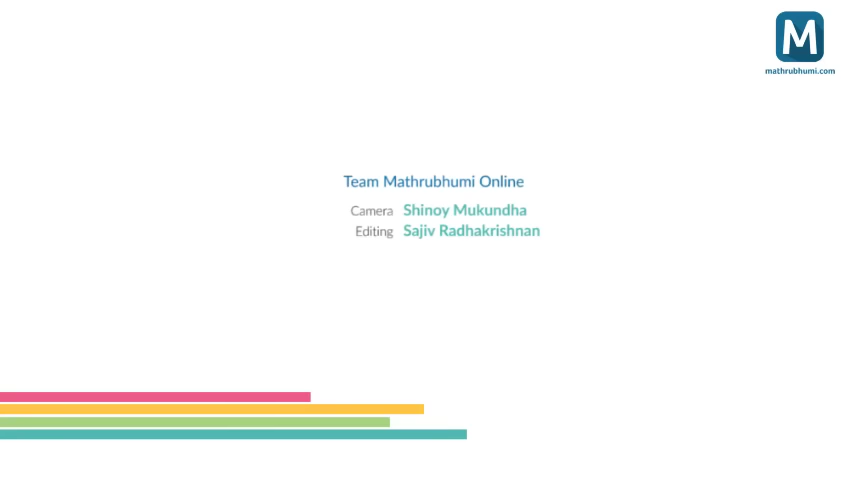 M
mathrubhumi.com
Team Mathrubhumi Online
Camera Shinoy Mukundha
Editing Sajiv Radhakrishnan